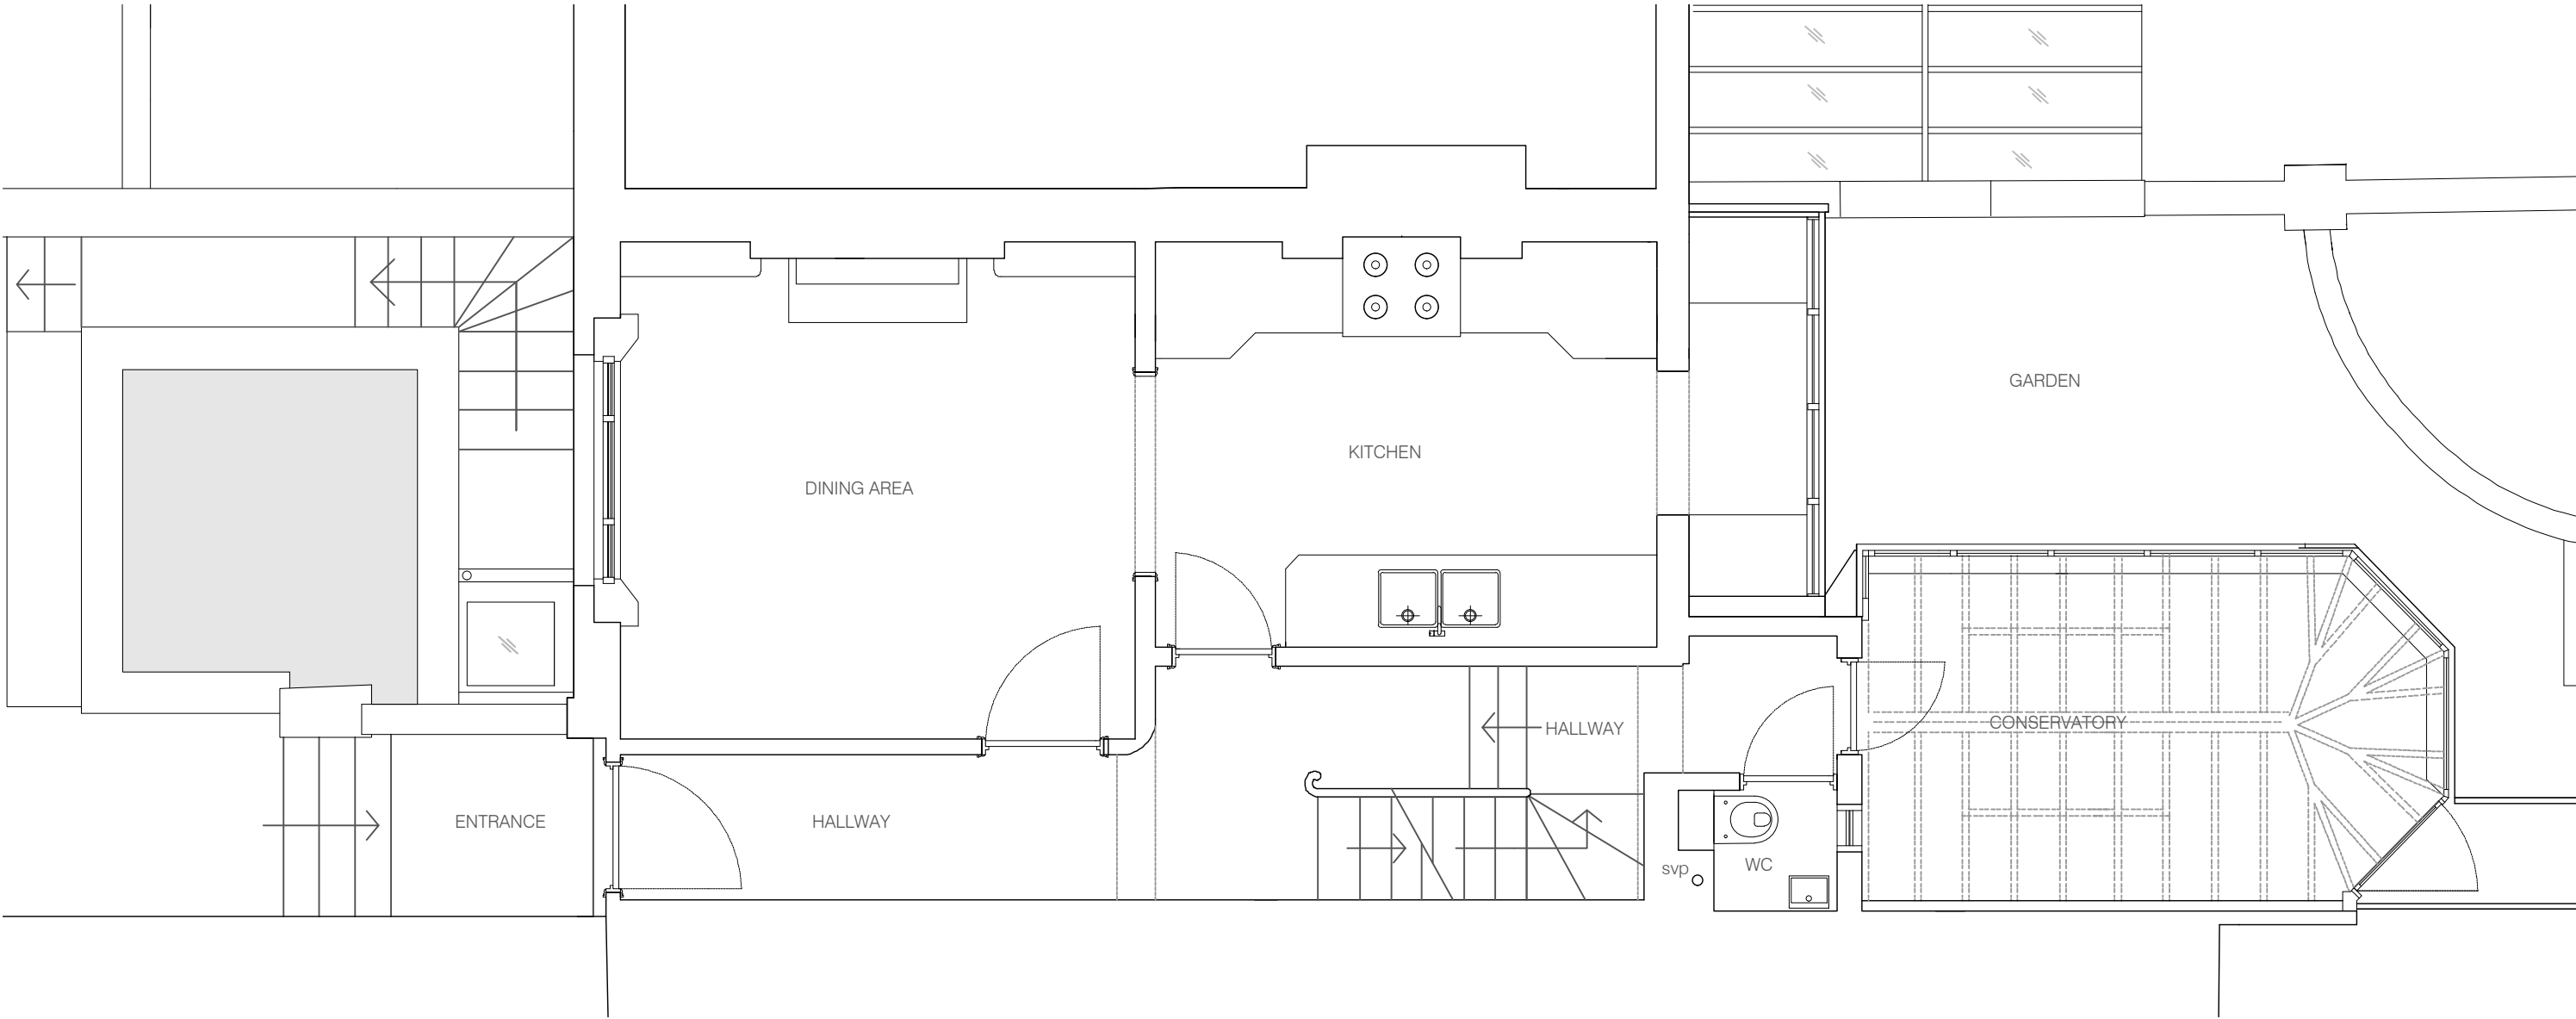 GARDEN
KITCHEN
DINING AREA
HALLWAY
CONSERVATORY
ENTRANCE
HALLWAY
svp
WC